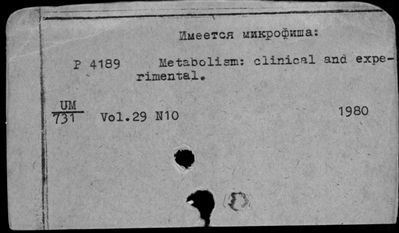 Имеется микрофиша:
P 4189 Metabolism: clinical and expe-
rimental.
UM
731 Vol.29 N10 1980